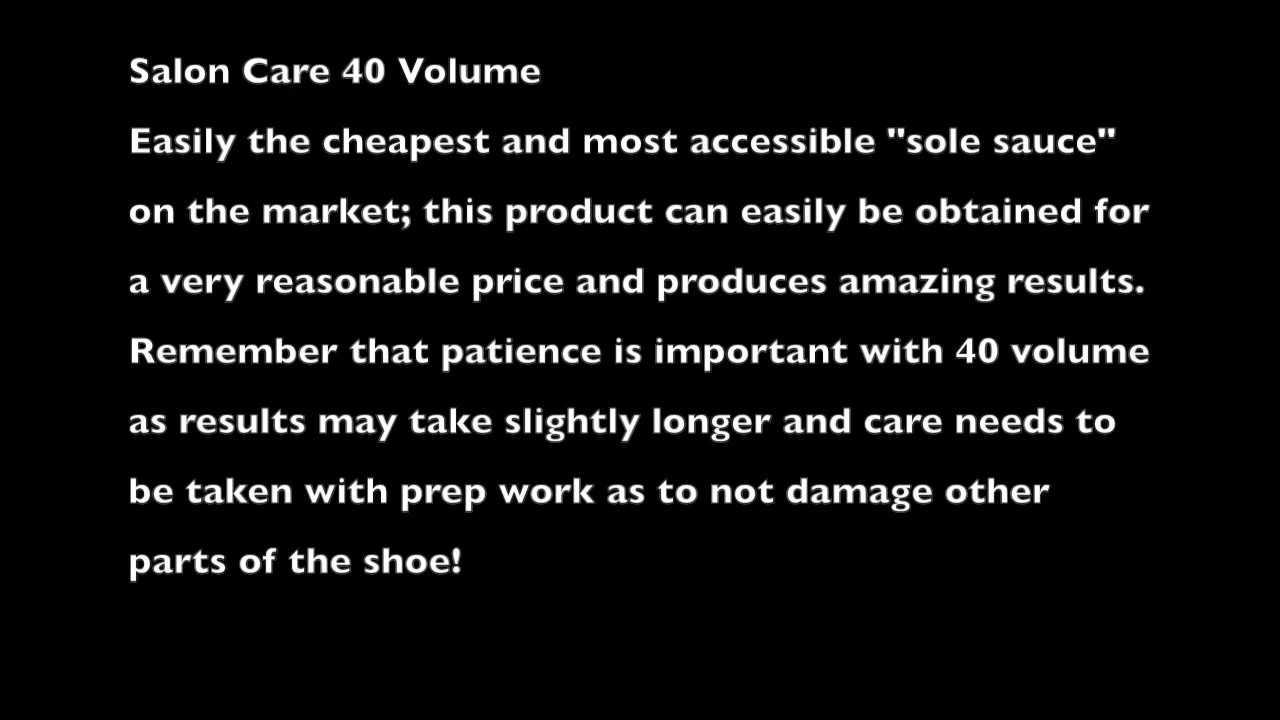 Salon Care 40 Volume
Easily the cheapest and most accessible "sole sauce"
on the market; this product can easily be obtained for
a very reasonable price and produces amazing results.
Remember that patience is important with 40 volume
as results may take slightly longer and care needs to
be taken with prep work as to not damage other
parts of the shoe!